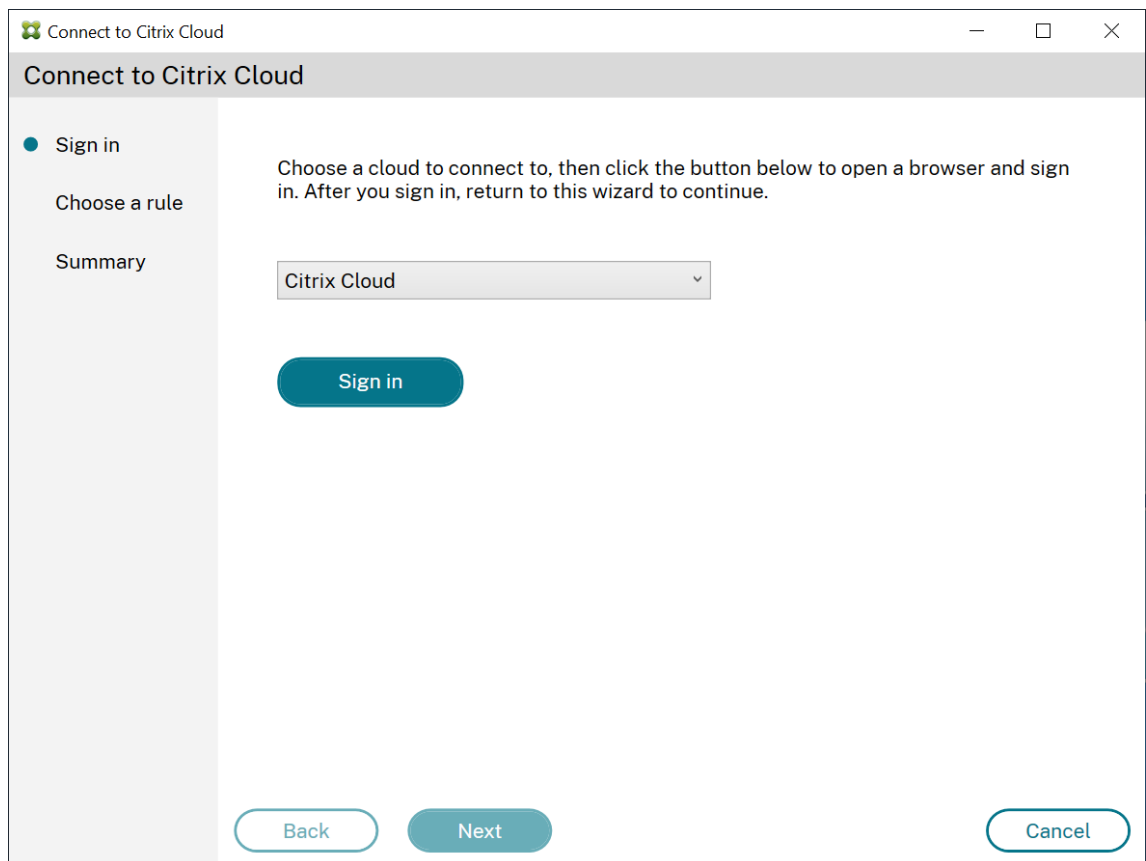 Connect to Citrix Cloud
Connect to Citrix Cloud
Sign in
Choose a rule
Summary
Choose a cloud to connect to, then click the button below to open a browser and sign
in. After you sign in, return to this wizard to continue.
Citrix Cloud
Sign in
Back
Next
Cancel